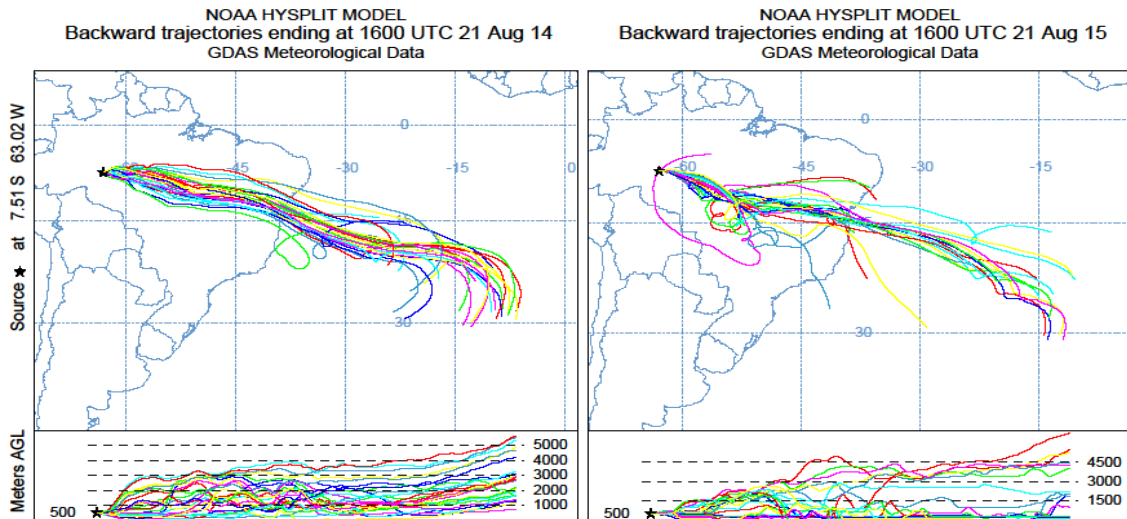 NOAA HYSPLIT MODEL
Backward trajectories ending at 1600 UTC 21 Aug 14
GDAS Meteorological Data
Source ★ at 7.51 S 63.02 W
0
-60 -45 -30 -15 0
30
Meters AGL
500
5000
4000
3000
2000
1000
NOAA HYSPLIT MODEL
Backward trajectories ending at 1600 UTC 21 Aug 15
GDAS Meteorological Data
0
-60 -45 -30 -15
30
500
4500
3000
1500